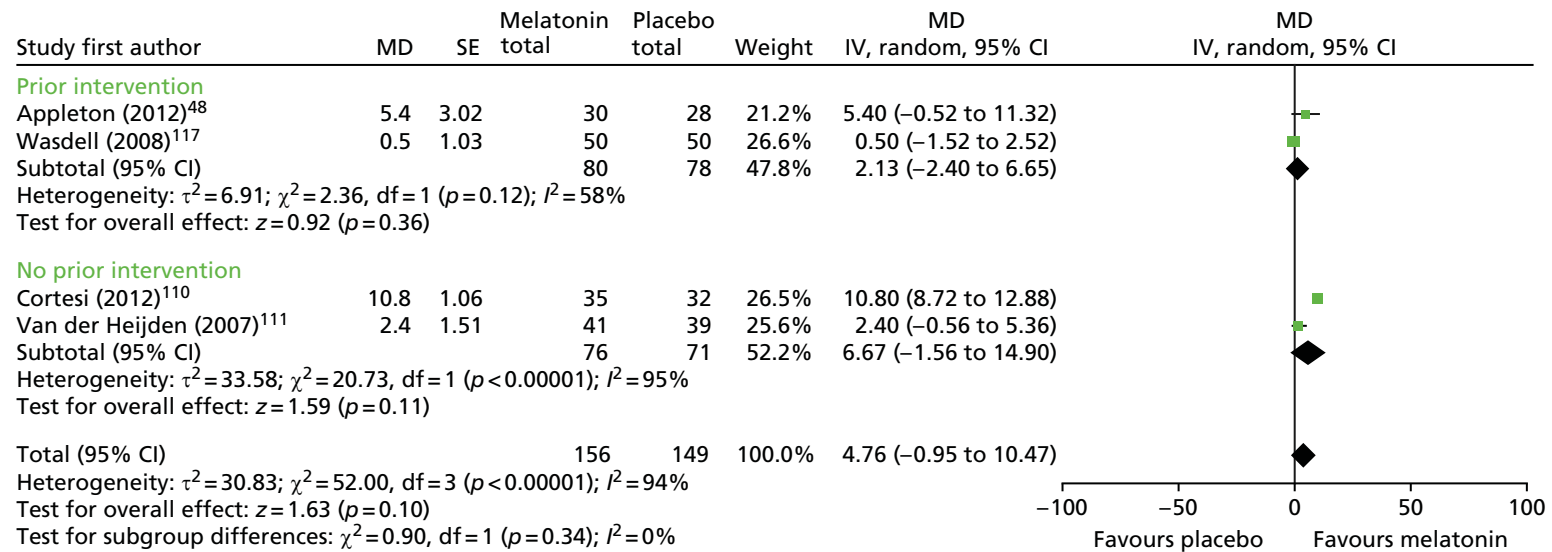 Study first author MD SE Melatonin total Placebo total Weight MD IV, random, 95% CI MD IV, random, 95% CI
Prior intervention
Appleton (2012)48 5.4 3.02 30 28 21.2% 5.40 (−0.52 to 11.32)
Wasdell (2008)117 0.5 1.03 50 50 26.6% 0.50 (−1.52 to 2.52)
Subtotal (95% CI) 80 78 47.8% 2.13 (−2.40 to 6.65)
Heterogeneity: τ2=6.91; χ2=2.36, df=1 (p=0.12); I2=58%
Test for overall effect: z=0.92 (p=0.36)
No prior intervention
Cortesi (2012)110 10.8 1.06 35 32 26.5% 10.80 (8.72 to 12.88)
Van der Heijden (2007)111 2.4 1.51 41 39 25.6% 2.40 (−0.56 to 5.36)
Subtotal (95% CI) 76 71 52.2% 6.67 (−1.56 to 14.90)
Heterogeneity: τ2=33.58; χ2=20.73, df=1 (p<0.00001); I2=95%
Test for overall effect: z=1.59 (p=0.11)
Total (95% CI) 156 149 100.0% 4.76 (−0.95 to 10.47)
Heterogeneity: τ2=30.83; χ2=52.00, df=3 (p<0.00001); I2=94%
Test for overall effect: z=1.63 (p=0.10)
Test for subgroup differences: χ2=0.90, df=1 (p=0.34); I2=0%
−100 −50 0 50 100
Favours placebo Favours melatonin